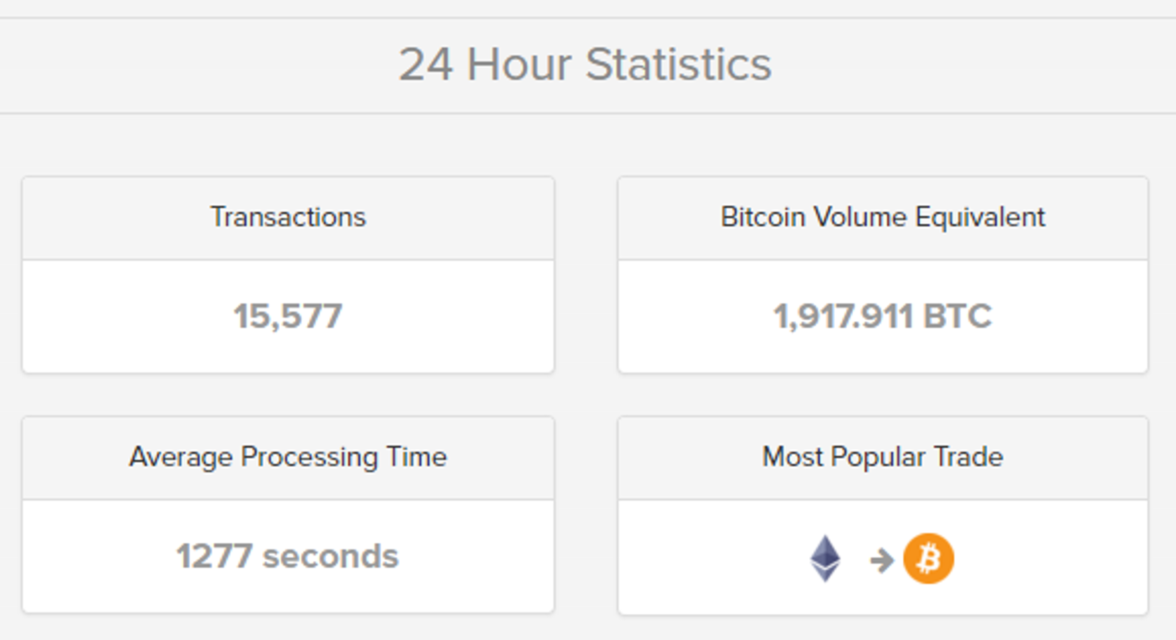 24 Hour Statistics
Transactions
15,577
Bitcoin Volume Equivalent
1,917.911 BTC
Average Processing Time
1277 seconds
Most Popular Trade